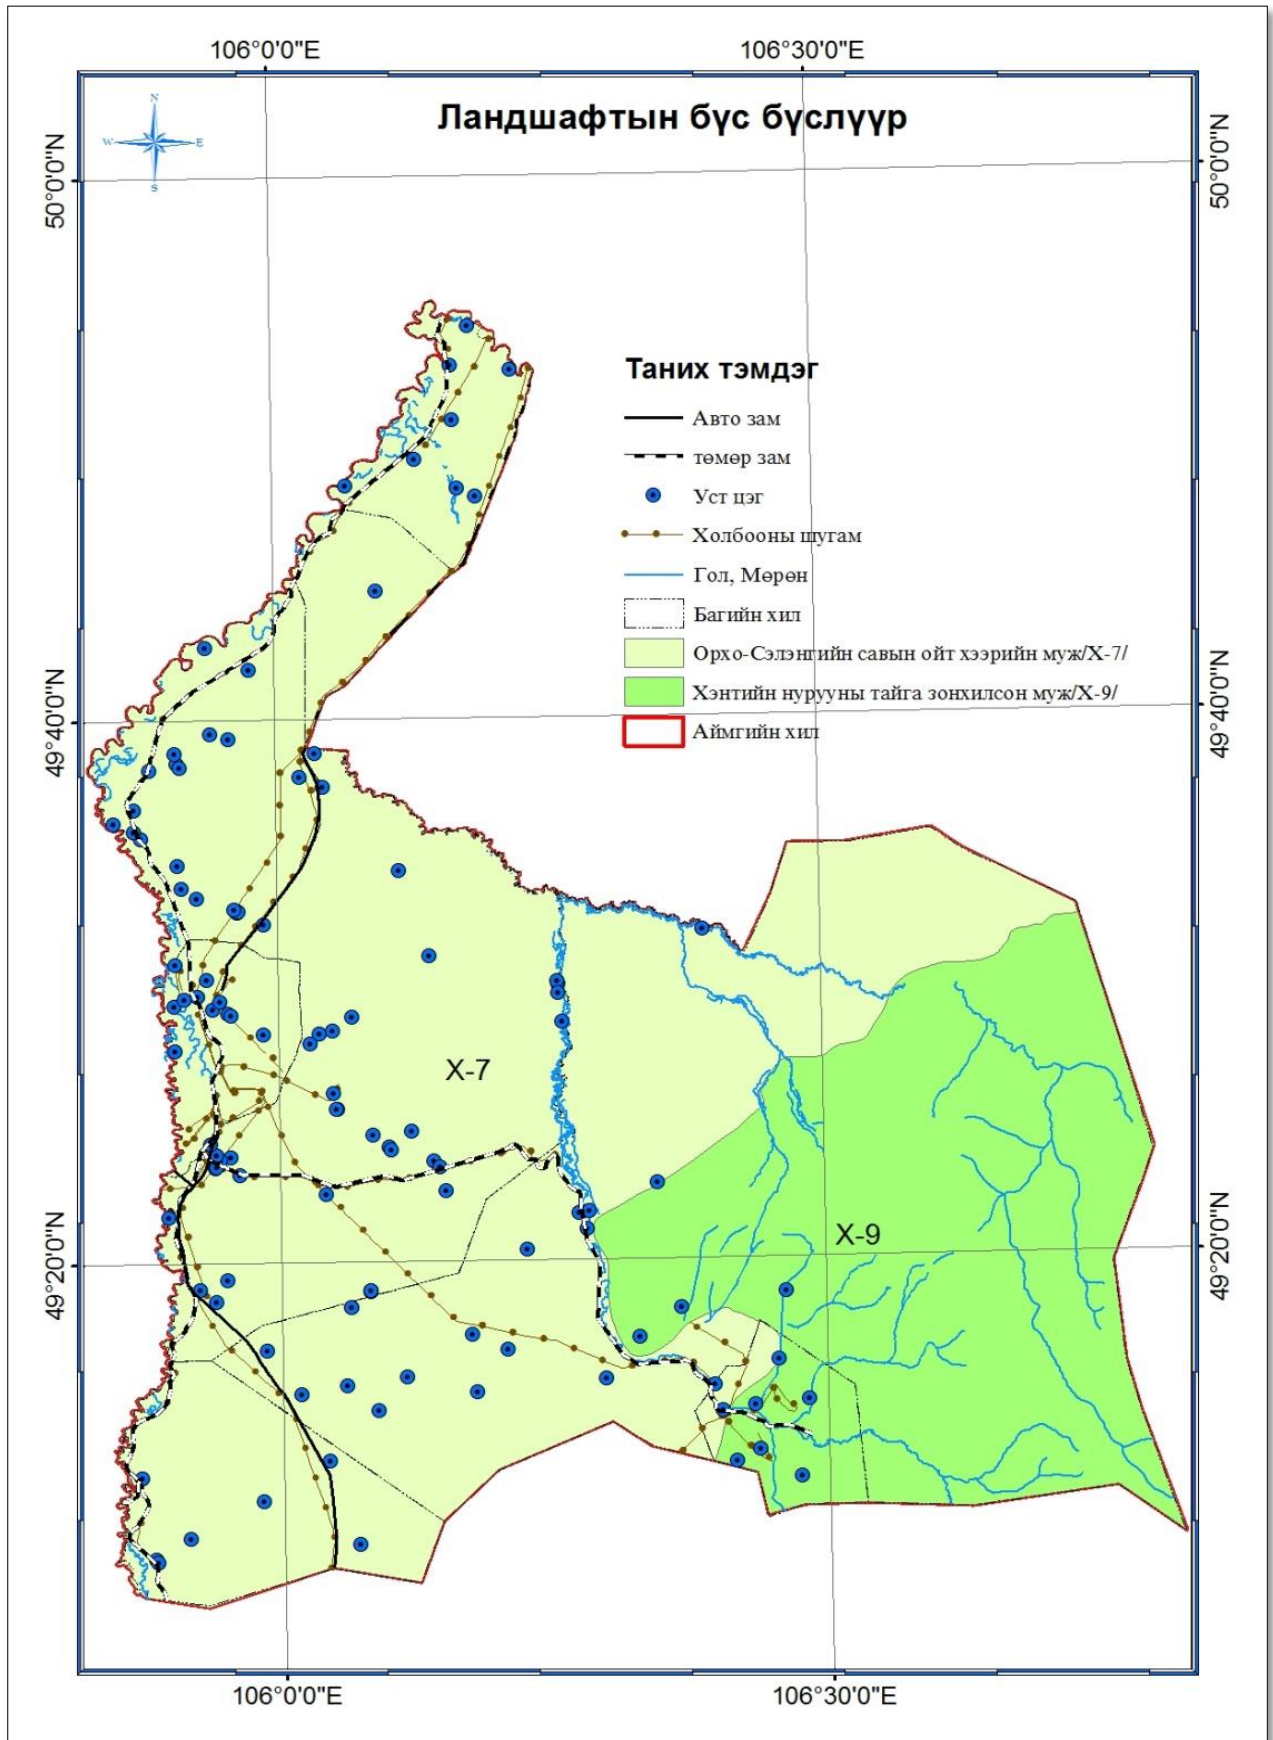 106°0'0"E 106°30'0"E
Ландшафтын бүс бүслүүр
N
W E
S
50°0'0"N 50°0'0"N
Таних тэмдэг
Авто зам
төмөр зам
Уст цэг
Холбооны шугам
Гол, Мөрөн
Багийн хил
Орхо-Сэлэнгийн савын ойт хээрийн муж/Х-7/
Хэнтийн нурууны тайга зонхилсон муж/Х-9/
Аймгийн хил
49°40'0"N 49°40'0"N
Х-7
Х-9
49°20'0"N 49°20'0"N
106°0'0"E 106°30'0"E